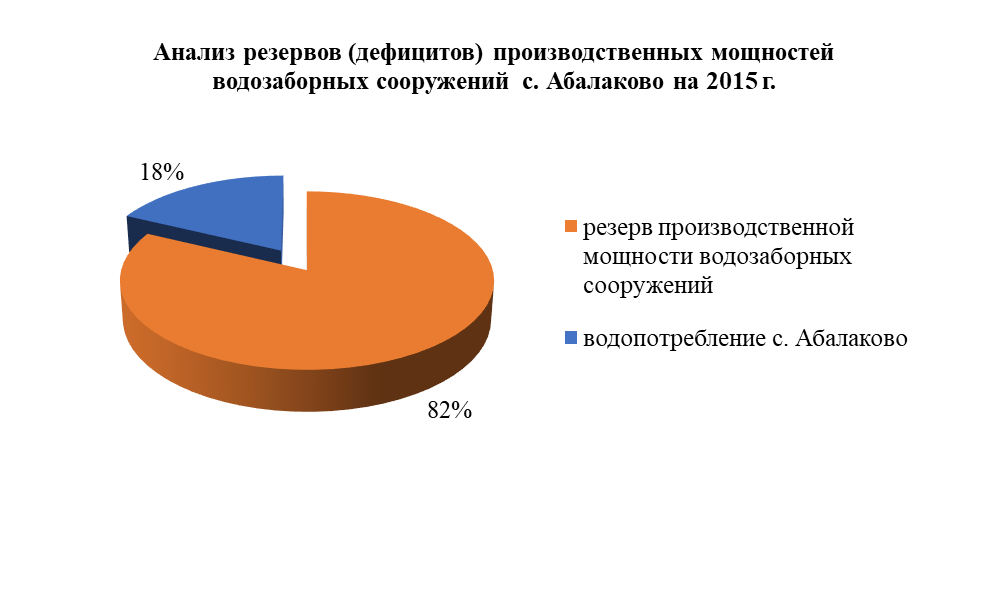 Анализ резервов (дефицитов) производственных мощностей
водозаборных сооружений с. Абалаково на 2015 г.
18%
82%
резерв производственной
мощности водозаборных
сооружений
водопотребление с. Абалаково